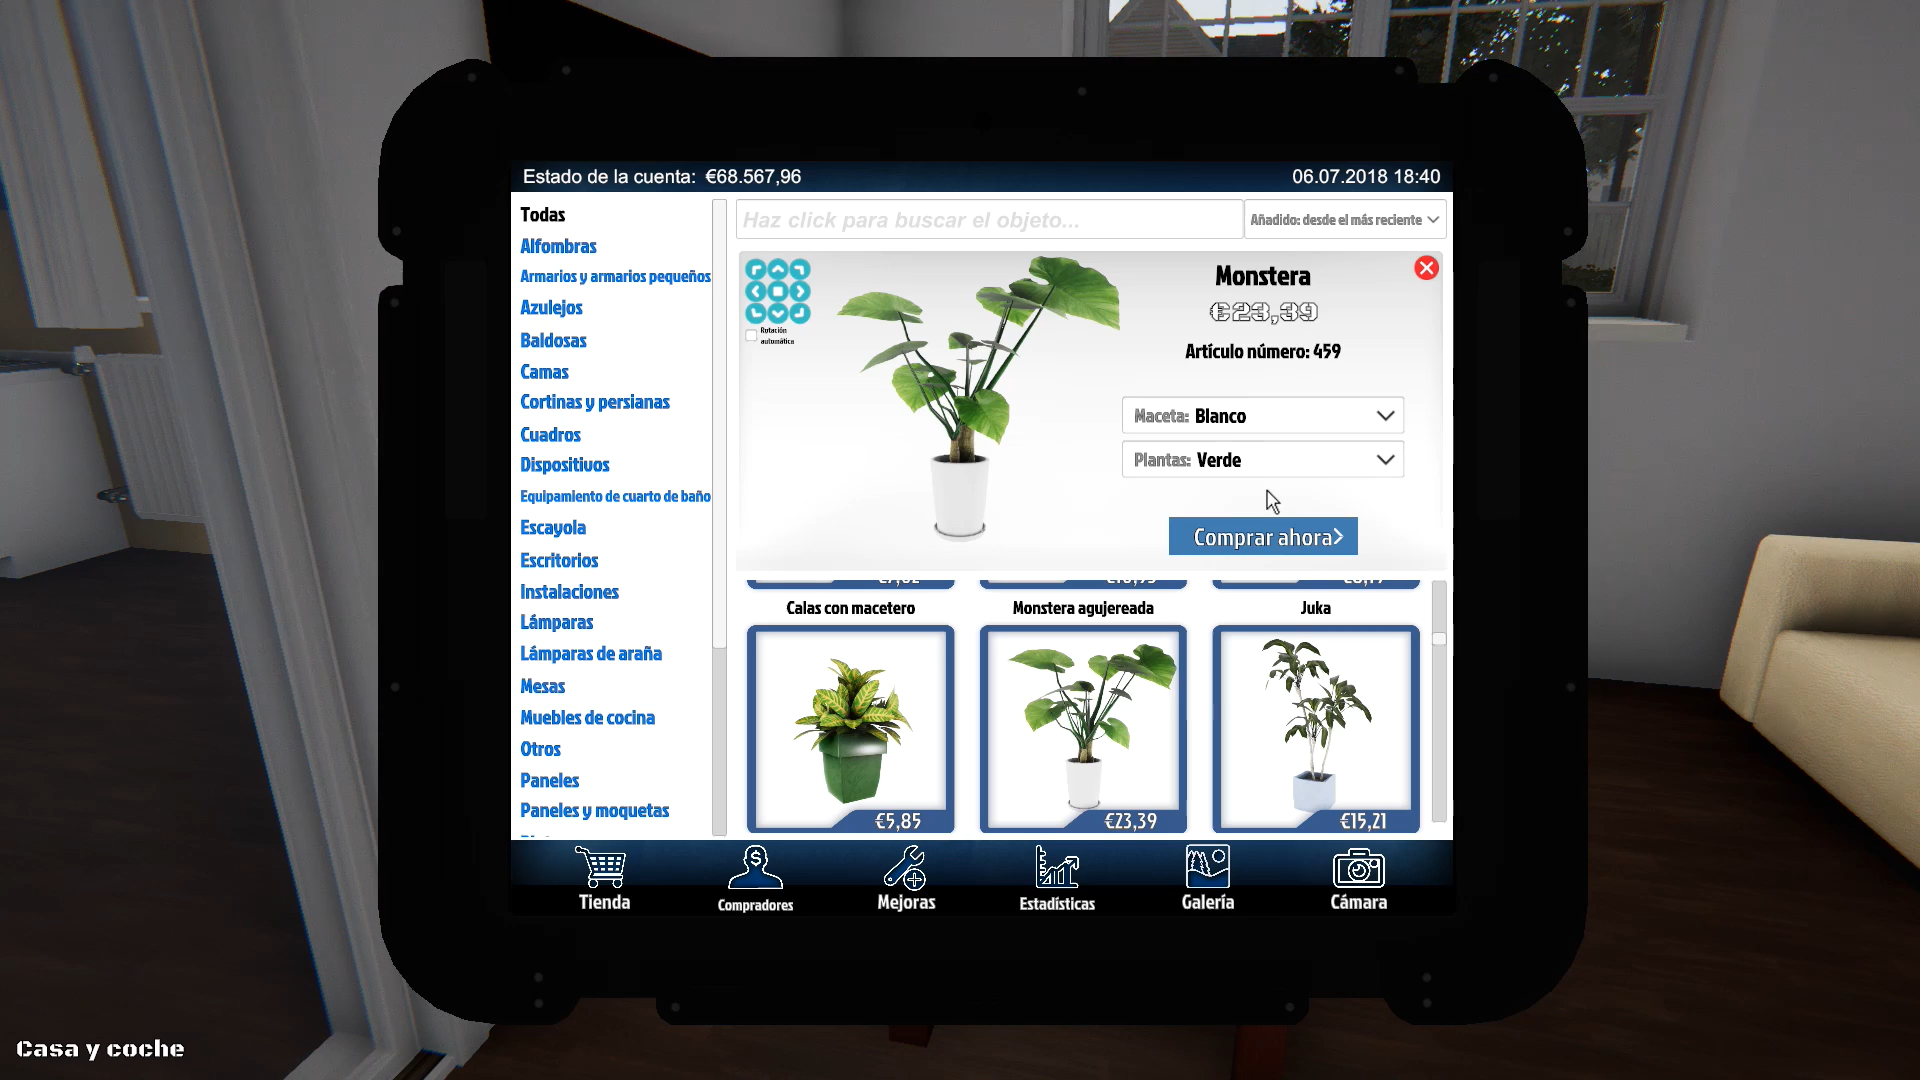 Estado de la cuenta: €68.567,96
06.07.2018 18:40
Todas
Alfombras
Armarios y armarios pequeños
Azulejos
Baldosas
Camas
Cortinas y persianas
Cuadros
Dispositivos
Equipamiento de cuarto de baño
Escayola
Escritorios
Instalaciones
Lámparas
Lámparas de araña
Mesas
Muebles de cocina
Otros
Paneles
Paneles y moquetas
Haz click para buscar el objeto...
Añadido: desde el más reciente
Rotación
automática
Monstera
€23,39
Artículo número: 459
Maceta: Blanco
Plantas: Verde
Comprar ahora
Calas con macetero
Monstera agujereada
Juka
€5,85
€23,39
€15,21
Tienda
Compradores
Mejoras
Estadísticas
Galería
Cámara
Casa y coche